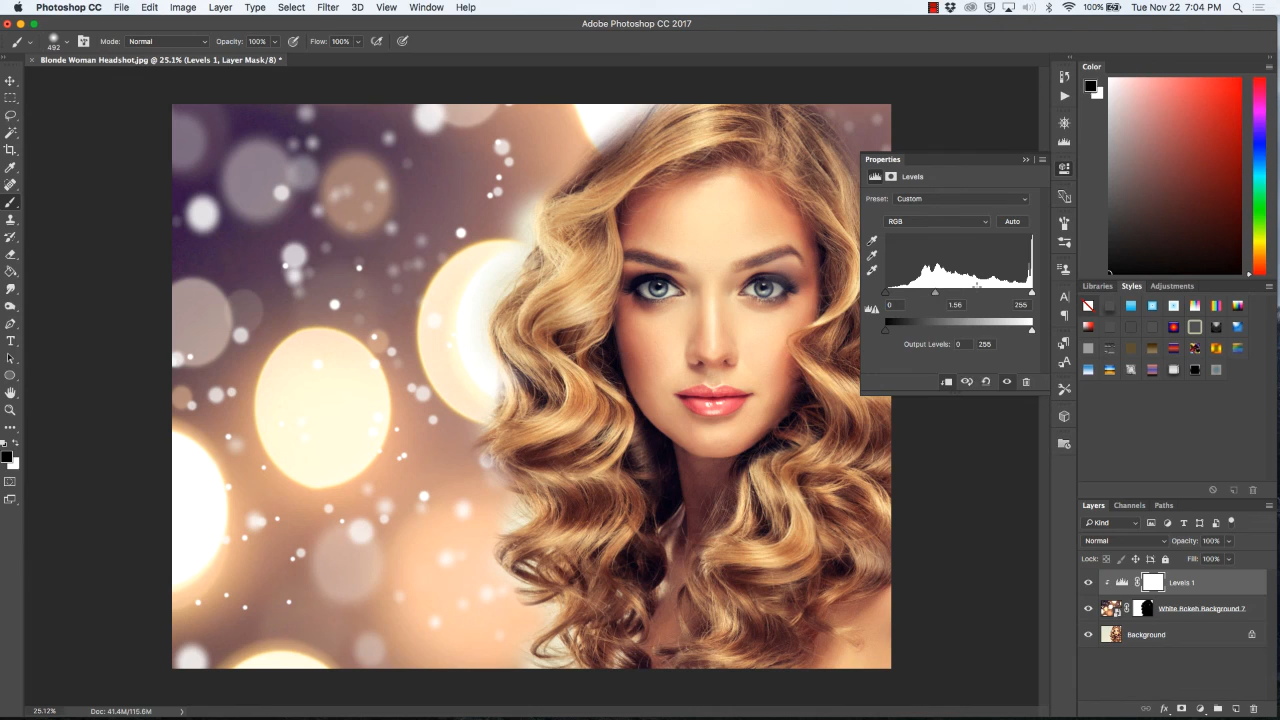 Photoshop CC File Edit Image Layer Type Select Filter 3D View Window Help 100% Tue Nov 22 7:04 PM
Adobe Photoshop CC 2017
492 Mode: Normal Opacity: 100% Flow: 100%
Blonde Woman Headshot.jpg @ 25.1% (Levels 1, Layer Mask/8) *
Color
Properties
Levels
Preset: Custom
RGB Auto
0 1.56 255
Output Levels: 0 255
Libraries Styles Adjustments
Layers Channels Paths
Kind
Normal Opacity: 100%
Lock: Fill: 100%
Levels 1
White Bokeh Background 7
Background
25.12% Doc: 41.4M/115.6M